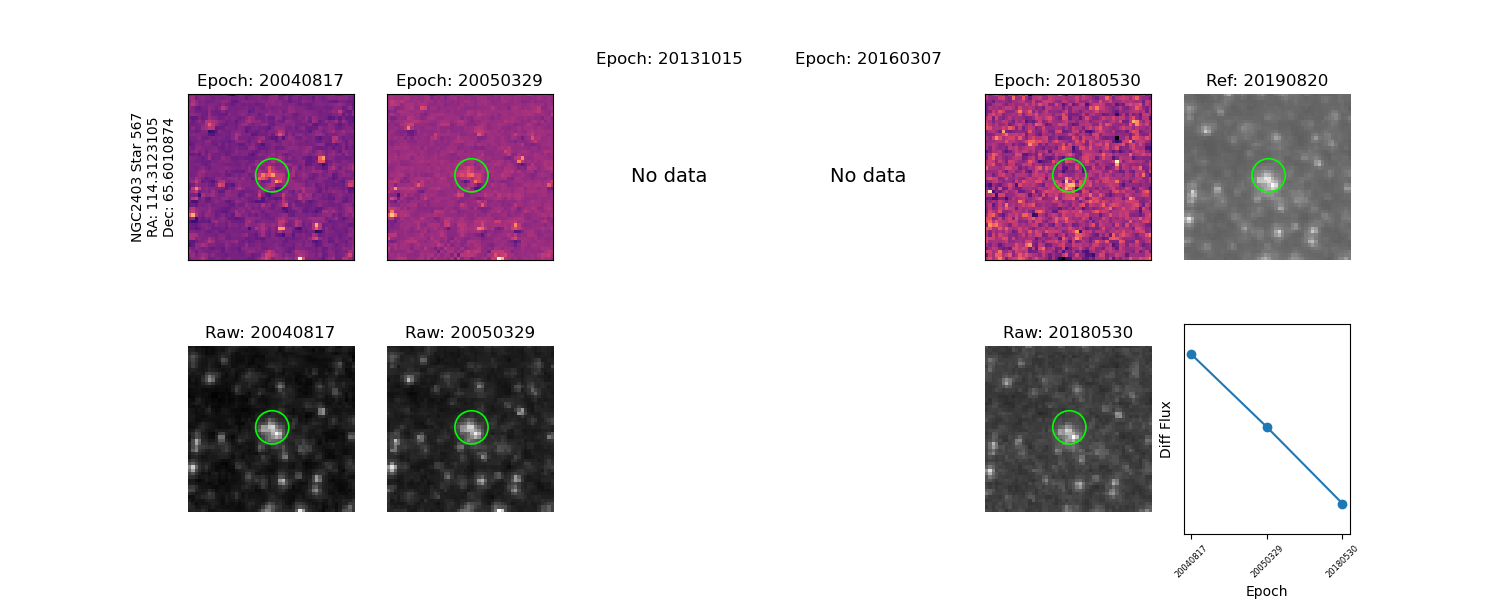 Epoch: 20040817
Epoch: 20050329
Epoch: 20131015
Epoch: 20160307
Epoch: 20180530
Ref: 20190820
NGC2403 Star 567
RA: 114.3123105
Dec: 65.6010874
No data
No data
Raw: 20040817
Raw: 20050329
Raw: 20180530
Diff Flux
20040817
20050329
20180530
Epoch